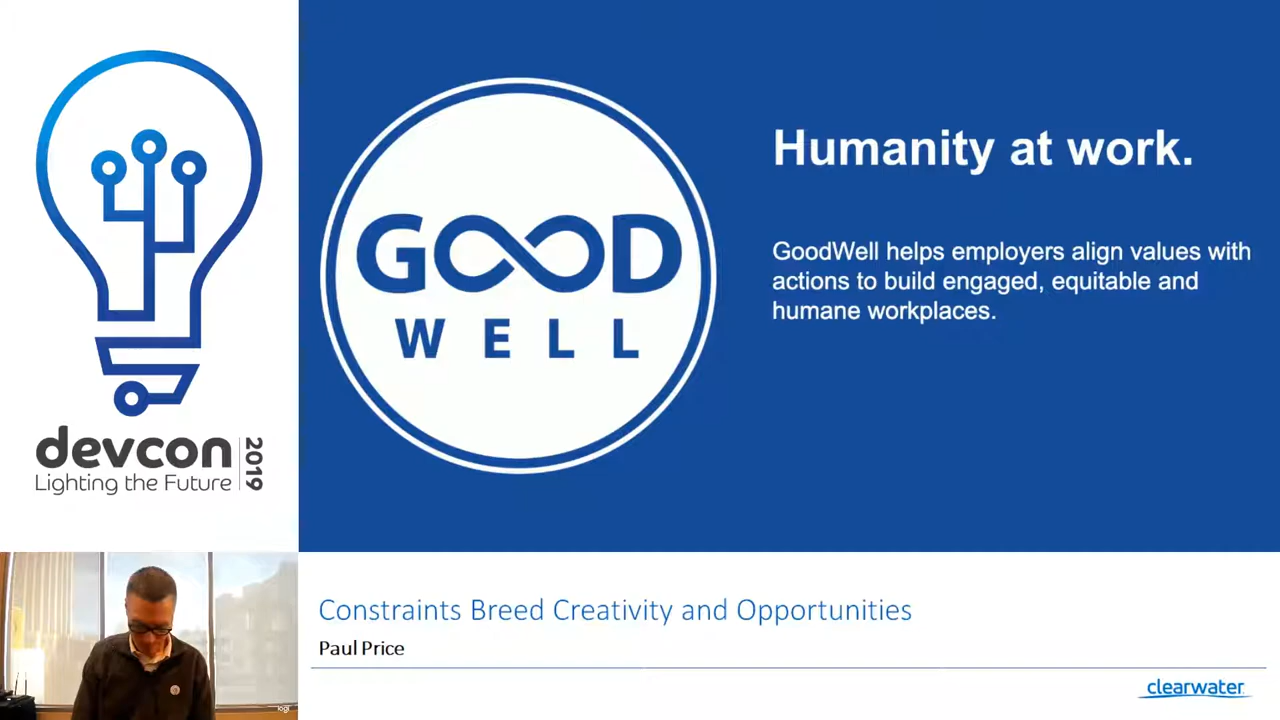 devcon
2019
Lighting the Future
GOOD
WELL
Humanity at work.
GoodWell helps employers align values with
actions to build engaged, equitable and
humane workplaces.
logi
Constraints Breed Creativity and Opportunities
Paul Price
clearwater